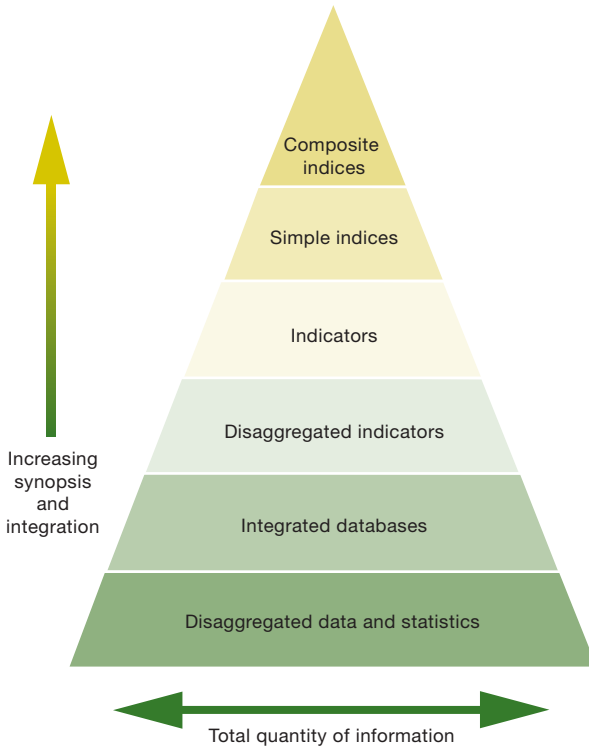 Composite
indices
Simple indices
Indicators
Disaggregated indicators
Increasing
synopsis
and
integration
Integrated databases
Disaggregated data and statistics
Total quantity of information